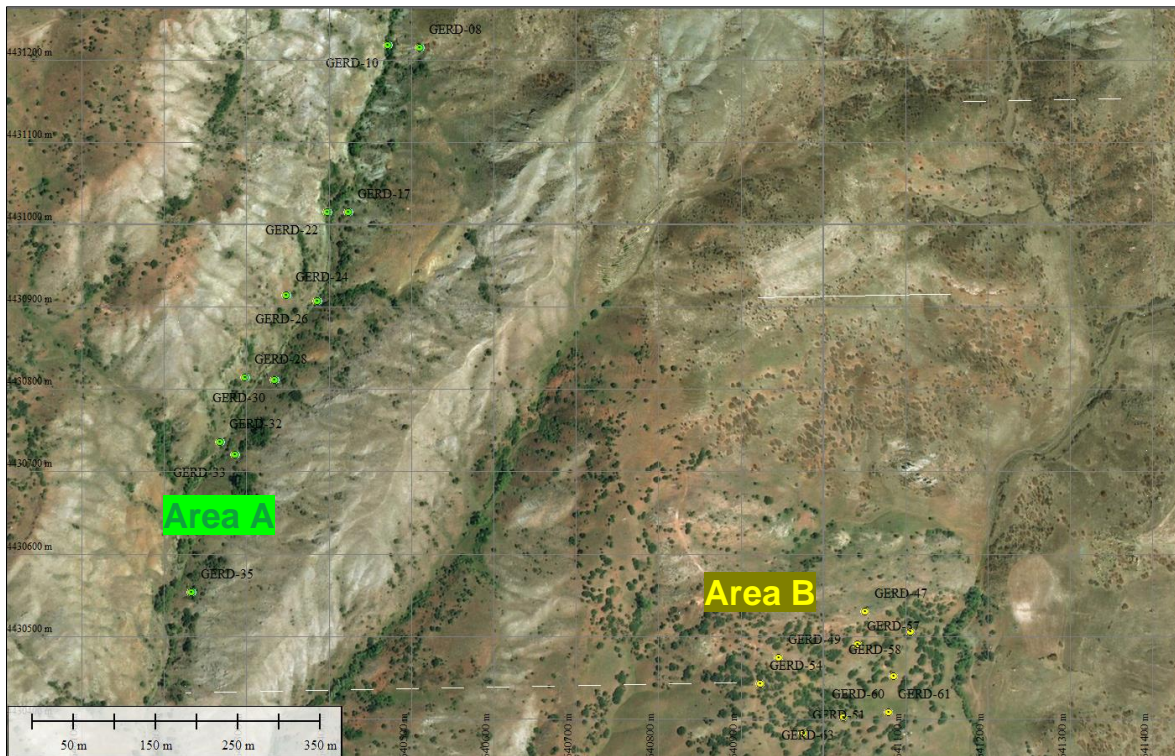 GERD-08
4431200 m
GERD-10
4431100 m
GERD-17
4431000 m
GERD-22
GERD-24
4430900 m
GERD-26
GERD-28
4430800 m
GERD-30
GERD-32
4430700 m
GERD-33
Area A
4430600 m
GERD-35
Area B
GERD-47
GERD-57
4430500 m
GERD-49
GERD-58
GERD-54
GERD-60
GERD-61
GERD-51
50 m
150 m
250 m
350 m